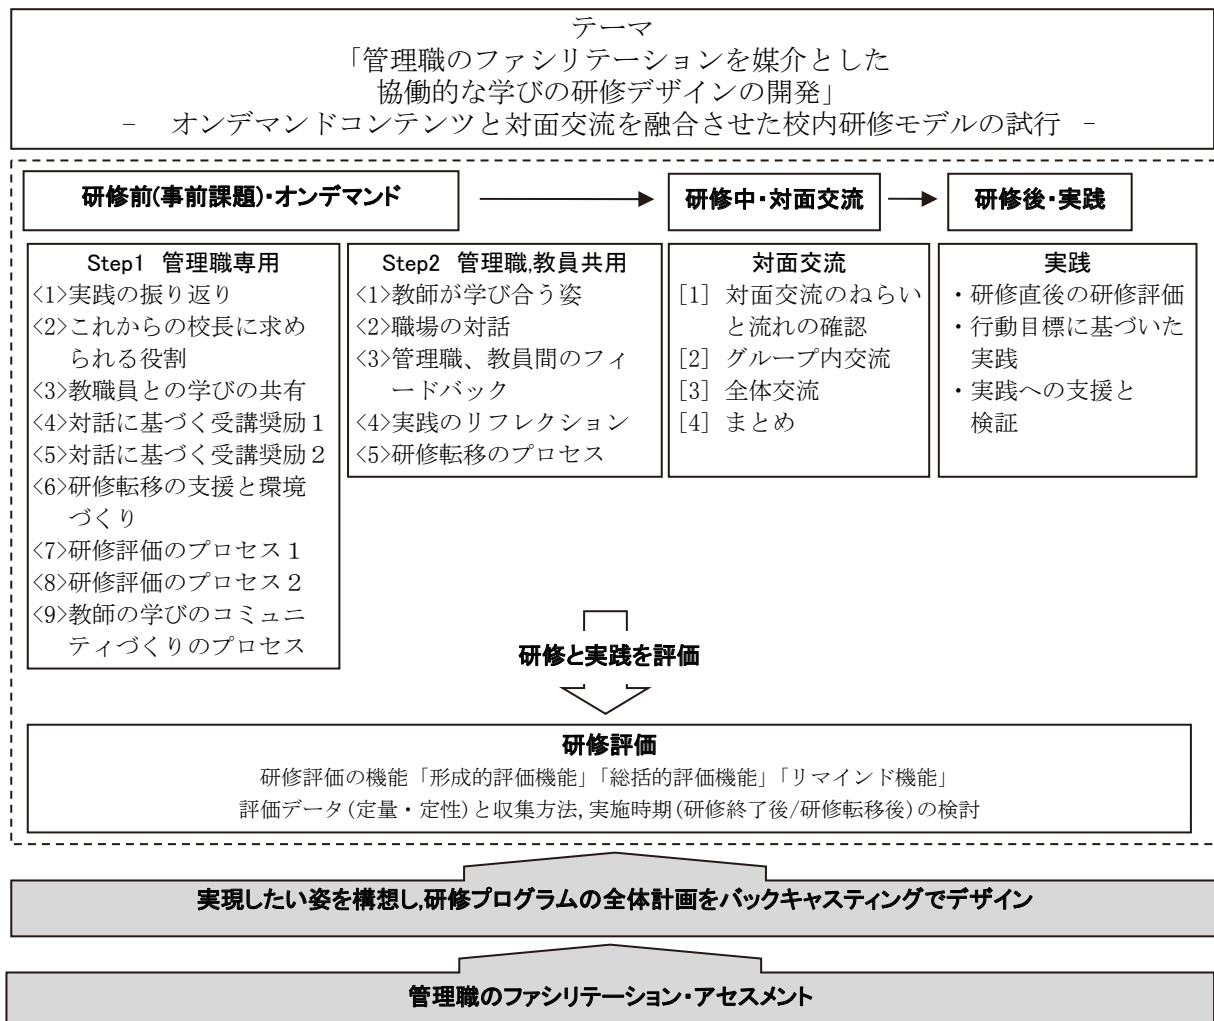 テーマ
「管理職のファシリテーションを媒介とした
協働的な学びの研修デザインの開発」
－　オンデマンドコンテンツと対面交流を融合させた校内研修モデルの試行　－
研修前(事前課題)・オンデマンド
研修中・対面交流
研修後・実践
Step1　管理職専用
<1>実践の振り返り
<2>これからの校長に求め
られる役割
<3>教職員との学びの共有
<4>対話に基づく受講奨励１
<5>対話に基づく受講奨励２
<6>研修転移の支援と環境
づくり
<7>研修評価のプロセス１
<8>研修評価のプロセス２
<9>教師の学びのコミュニ
ティづくりのプロセス
Step2　管理職,教員共用
<1>教師が学び合う姿
<2>職場の対話
<3>管理職、教員間のフィ
ードバック
<4>実践のリフレクション
<5>研修転移のプロセス
対面交流
[1] 対面交流のねらい
と流れの確認
[2] グループ内交流
[3] 全体交流
[4] まとめ
実践
・研修直後の研修評価
・行動目標に基づいた
実践
・実践への支援と
検証
研修と実践を評価
研修評価
研修評価の機能「形成的評価機能」「総括的評価機能」「リマインド機能」
評価データ(定量・定性)と収集方法,実施時期(研修終了後/研修転移後)の検討
実現したい姿を構想し,研修プログラムの全体計画をバックキャスティングでデザイン
管理職のファシリテーション・アセスメント